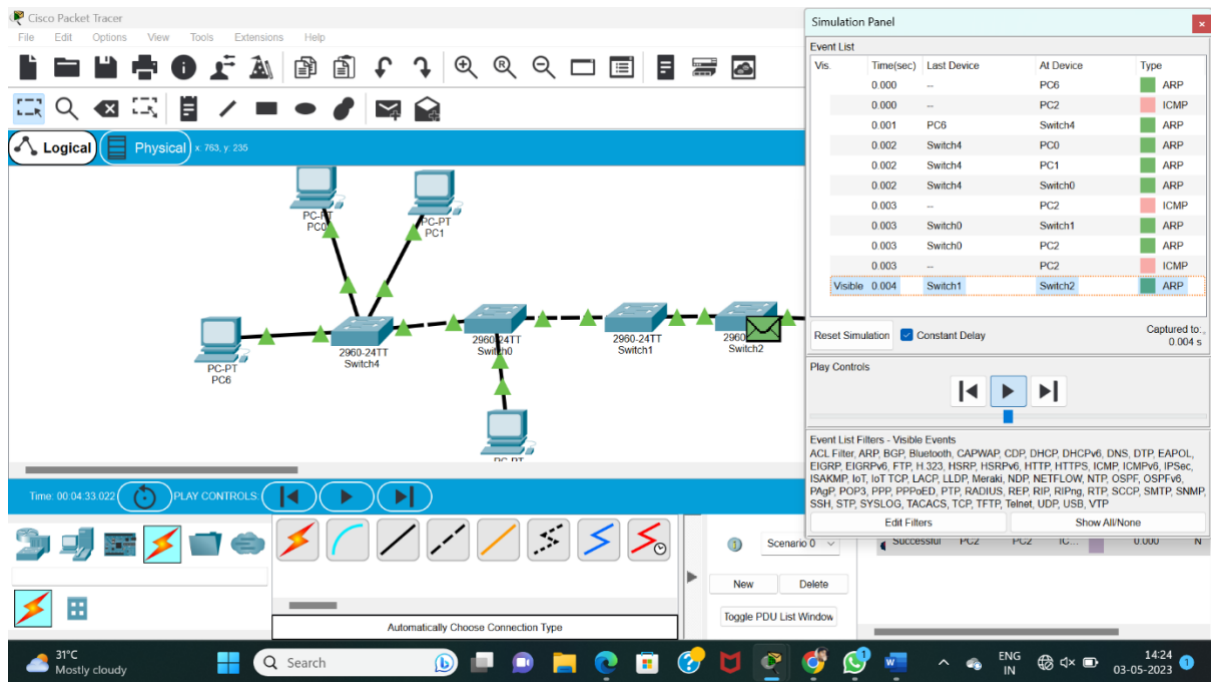 Cisco Packet Tracer
File Edit Options View Tools Extensions Help
Logical Physical x: 763, y: 235
PC-PT
PC0
PC-PT
PC1
PC-PT
PC6
2960-24TT
Switch4
2960-24TT
Switch0
2960-24TT
Switch1
2960
Switch2
PC-PT
Time: 00:04:33.022 PLAY CONTROLS:
Automatically Choose Connection Type
Scenario 0
New Delete
Toggle PDU List Window
Successful PC2 PC2 IC... 0.000 N
Simulation Panel
Event List
Vis. Time(sec) Last Device At Device Type
0.000 -- PC6 ARP
0.000 -- PC2 ICMP
0.001 PC6 Switch4 ARP
0.002 Switch4 PC0 ARP
0.002 Switch4 PC1 ARP
0.002 Switch4 Switch0 ARP
0.003 -- PC2 ICMP
0.003 Switch0 Switch1 ARP
0.003 Switch0 PC2 ARP
0.003 -- PC2 ICMP
Visible 0.004 Switch1 Switch2 ARP
Reset Simulation Constant Delay Captured to:
0.004 s
Play Controls
Event List Filters - Visible Events
ACL Filter, ARP, BGP, Bluetooth, CAPWAP, CDP, DHCP, DHCPv6, DNS, DTP, EAPOL,
EIGRP, EIGRPv6, FTP, H.323, HSRP, HSRPv6, HTTP, HTTPS, ICMP, ICMPv6, IPSec,
ISAKMP, IoT, IoT TCP, LACP, LLDP, Meraki, NDP, NETFLOW, NTP, OSPF, OSPFv6,
PAgP, POP3, PPP, PPPoED, PTP, RADIUS, REP, RIP, RIPng, RTP, SCCP, SMTP, SNMP,
SSH, STP, SYSLOG, TACACS, TCP, TFTP, Telnet, UDP, USB, VTP
Edit Filters Show All/None
31°C
Mostly cloudy
Search
ENG
IN
14:24
03-05-2023
1